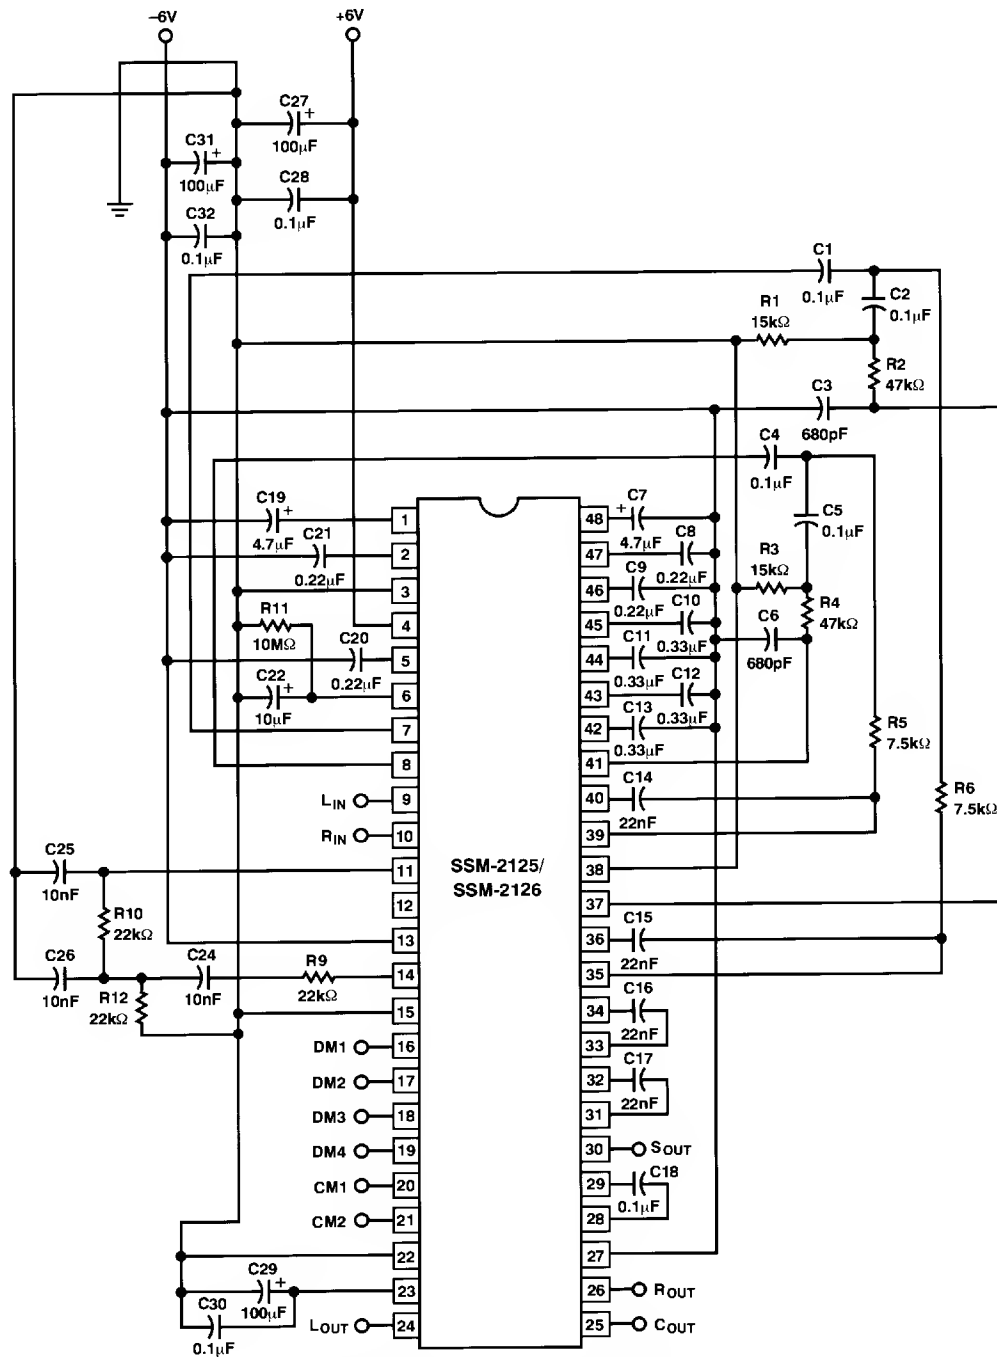 –6V
+6V
C27
+
100μF
C31
+
100μF
C28
0.1μF
C32
0.1μF
C1
0.1μF
C2
0.1μF
R1
15kΩ
R2
47kΩ
C3
680pF
C4
0.1μF
C5
0.1μF
R3
15kΩ
R4
47kΩ
C6
680pF
R5
7.5kΩ
R6
7.5kΩ
C19
+
4.7μF
C21
0.22μF
R11
10MΩ
C20
0.22μF
C22
+
10μF
L IN
R IN
C25
10nF
R10
22kΩ
C26
10nF
R12
22kΩ
C24
10nF
R9
22kΩ
DM1
DM2
DM3
DM4
CM1
CM2
C29
+
100μF
C30
0.1μF
L OUT
1
2
3
4
5
6
7
8
9
10
11
12
13
14
15
16
17
18
19
20
21
22
23
24
SSM-2125/
SSM-2126
48
47
46
45
44
43
42
41
40
39
38
37
36
35
34
33
32
31
30
29
28
27
26
25
+
C7
4.7μF
C8
0.22μF
C9
0.22μF
C10
0.33μF
C11
0.33μF
C12
0.33μF
C13
0.33μF
C14
22nF
C15
22nF
C16
22nF
C17
22nF
S OUT
C18
0.1μF
R OUT
C OUT